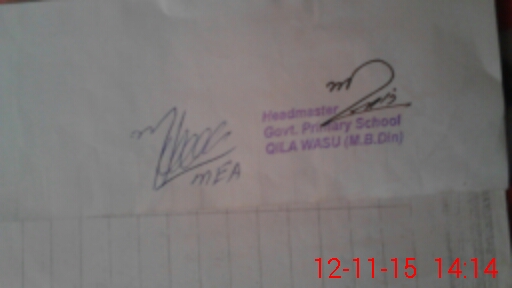 Headmaster
Govt. Primary School
QILA WASU (M.B.Din)
MEA
12-11-15 14:14